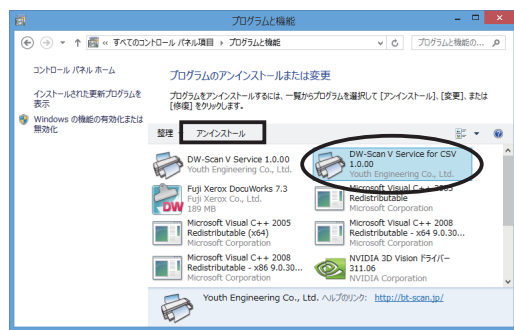 プログラムと機能
« すべてのコントロール パネル項目 › プログラムと機能
プログラムと機能の...
コントロール パネル ホーム
インストールされた更新プログラムを
表示
Windows の機能の有効化または
無効化
プログラムのアンインストールまたは変更
プログラムをアンインストールするには、一覧からプログラムを選択して [アンインストール]、[変更]、または
[修復] をクリックします。
整理
アンインストール
DW-Scan V Service 1.0.00
Youth Engineering Co., Ltd.
DW-Scan V Service for CSV
1.0.00
Youth Engineering Co., Ltd.
Fuji Xerox DocuWorks 7.3
Fuji Xerox Co., Ltd.
189 MB
Microsoft Visual C++ 2005
Redistributable
Microsoft Corporation
Microsoft Visual C++ 2005
Redistributable (x64)
Microsoft Corporation
Microsoft Visual C++ 2008
Redistributable - x64 9.0.30...
Microsoft Corporation
Microsoft Visual C++ 2008
Redistributable - x86 9.0.30...
Microsoft Corporation
NVIDIA 3D Vision ドライバー
311.06
NVIDIA Corporation
Youth Engineering Co., Ltd. ヘルプのリンク: http://bt-scan.jp/